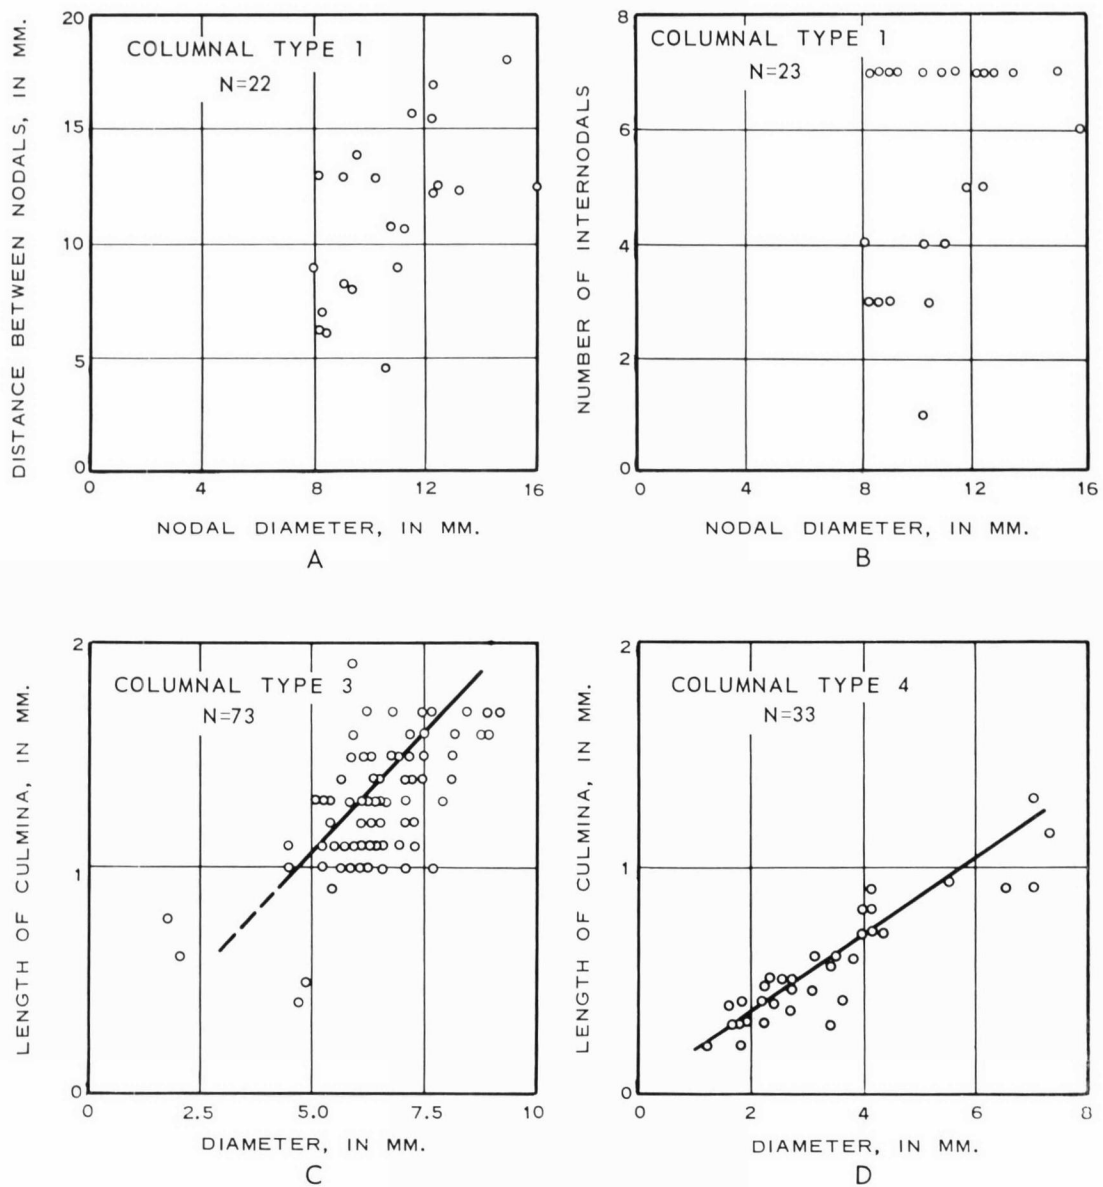 COLUMNAL TYPE 1
N=22
DISTANCE BETWEEN NODALS, IN MM.
20
15
10
5
0
0 4 8 12 16
NODAL DIAMETER, IN MM.
A
COLUMNAL TYPE 1
N=23
NUMBER OF INTERNODALS
8
6
4
2
0
0 4 8 12 16
NODAL DIAMETER, IN MM.
B
COLUMNAL TYPE 3
N=73
LENGTH OF CULMINA, IN MM.
2
1
0
0 2.5 5.0 7.5 10
DIAMETER, IN MM.
C
COLUMNAL TYPE 4
N=33
LENGTH OF CULMINA, IN MM.
2
1
0
0 2 4 6 8
DIAMETER, IN MM.
D